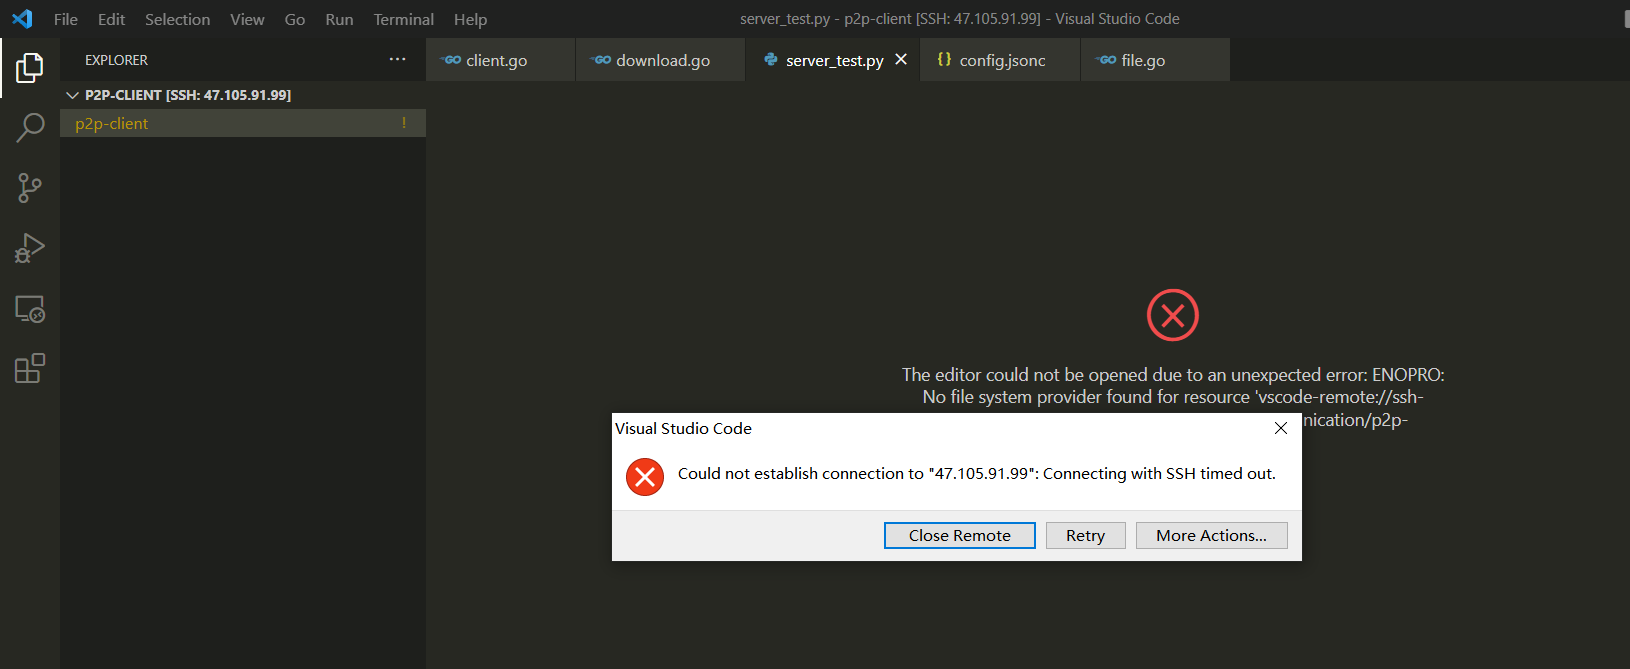 File Edit Selection View Go Run Terminal Help
server_test.py - p2p-client [SSH: 47.105.91.99] - Visual Studio Code
EXPLORER
client.go
download.go
server_test.py
config.jsonc
file.go
P2P-CLIENT [SSH: 47.105.91.99]
p2p-client !
The editor could not be opened due to an unexpected error: ENOPRO:
No file system provider found for resource 'vscode-remote://ssh-
nication/p2p-
Visual Studio Code
Could not establish connection to "47.105.91.99": Connecting with SSH timed out.
Close Remote
Retry
More Actions...